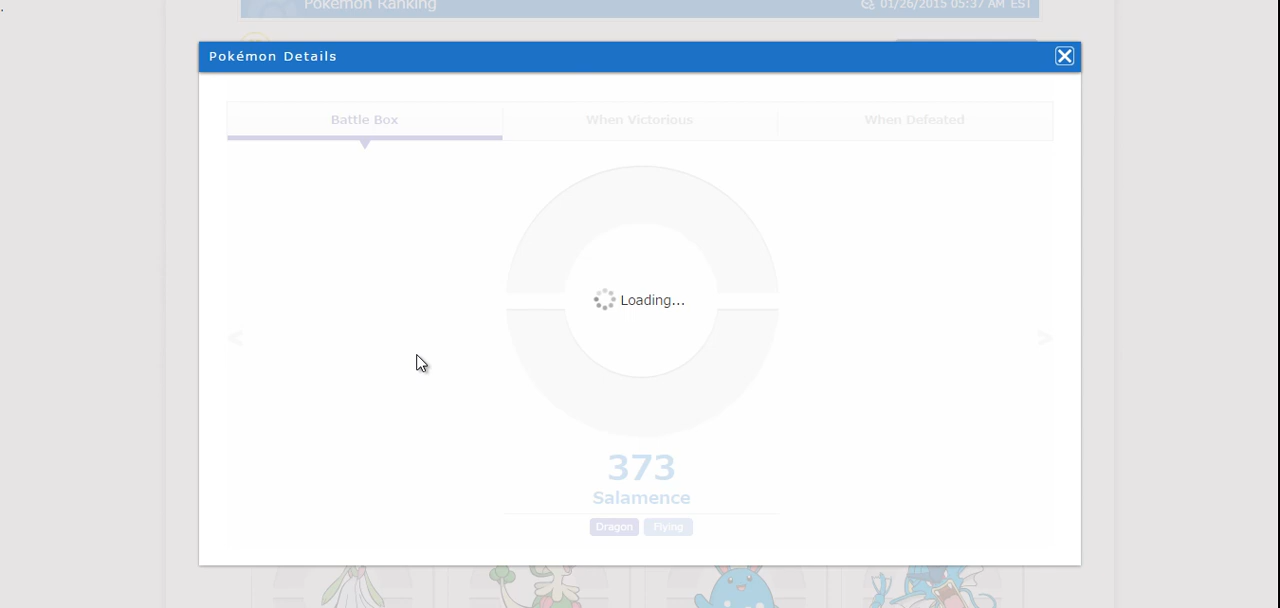 Pokémon Ranking
01/26/2015 05:37 AM EST
Pokémon Details
Battle Box
When Victorious
When Defeated
<
>
Loading...
373
Salamence
Dragon
Flying